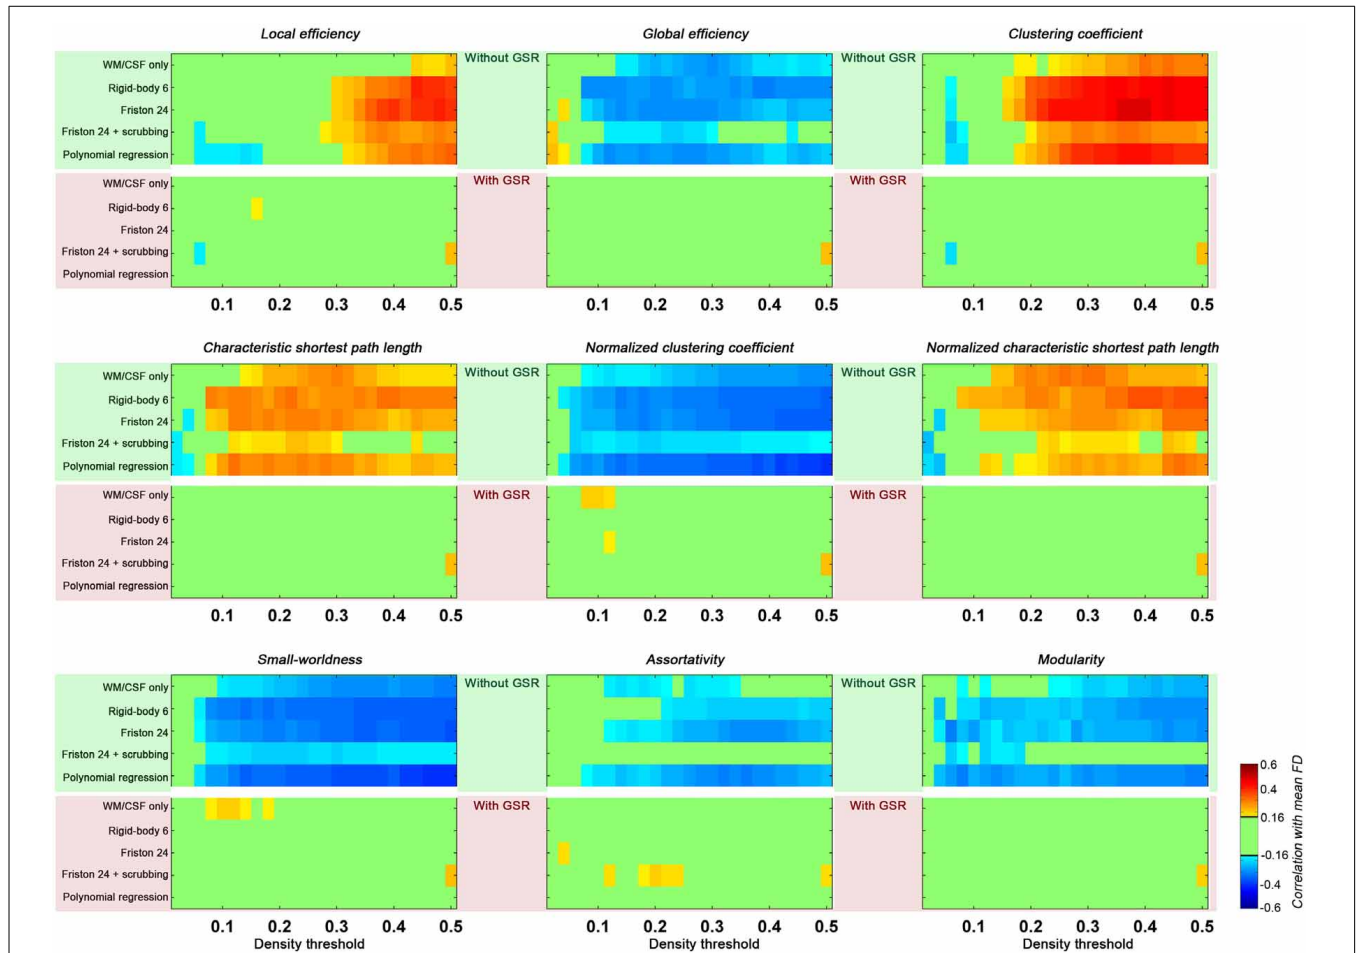 Local efficiency Global efficiency Clustering coefficient
WM/CSF only Without GSR Without GSR
Rigid-body 6
Friston 24
Friston 24 + scrubbing
Polynomial regression
WM/CSF only With GSR With GSR
Rigid-body 6
Friston 24
Friston 24 + scrubbing
Polynomial regression
0.1 0.2 0.3 0.4 0.5 0.1 0.2 0.3 0.4 0.5 0.1 0.2 0.3 0.4 0.5
Characteristic shortest path length Normalized clustering coefficient Normalized characteristic shortest path length
WM/CSF only Without GSR Without GSR
Rigid-body 6
Friston 24
Friston 24 + scrubbing
Polynomial regression
WM/CSF only With GSR With GSR
Rigid-body 6
Friston 24
Friston 24 + scrubbing
Polynomial regression
0.1 0.2 0.3 0.4 0.5 0.1 0.2 0.3 0.4 0.5 0.1 0.2 0.3 0.4 0.5
Small-worldness Assortativity Modularity
WM/CSF only Without GSR Without GSR
Rigid-body 6
Friston 24
Friston 24 + scrubbing
Polynomial regression
WM/CSF only With GSR With GSR
Rigid-body 6
Friston 24
Friston 24 + scrubbing
Polynomial regression
0.1 0.2 0.3 0.4 0.5 0.1 0.2 0.3 0.4 0.5 0.1 0.2 0.3 0.4 0.5
Density threshold Density threshold Density threshold
0.6
0.4
0.16
-0.16
-0.4
-0.6
Correlation with mean FD